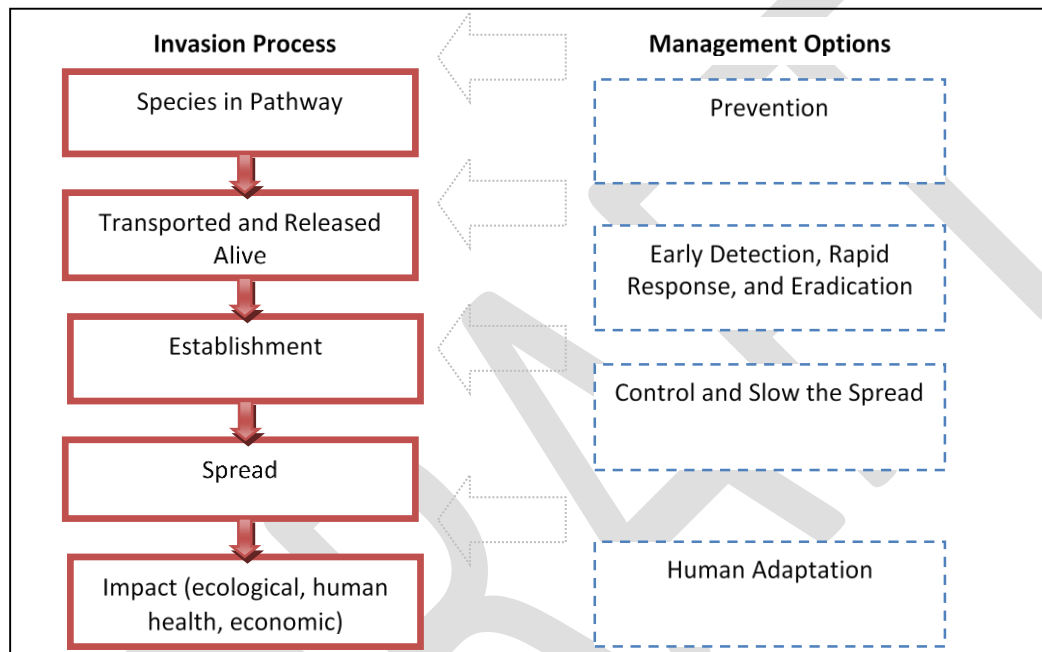 Invasion Process
Species in Pathway
Transported and Released
Alive
Establishment
Spread
Impact (ecological, human
health, economic)
Management Options
Prevention
Early Detection, Rapid
Response, and Eradication
Control and Slow the Spread
Human Adaptation